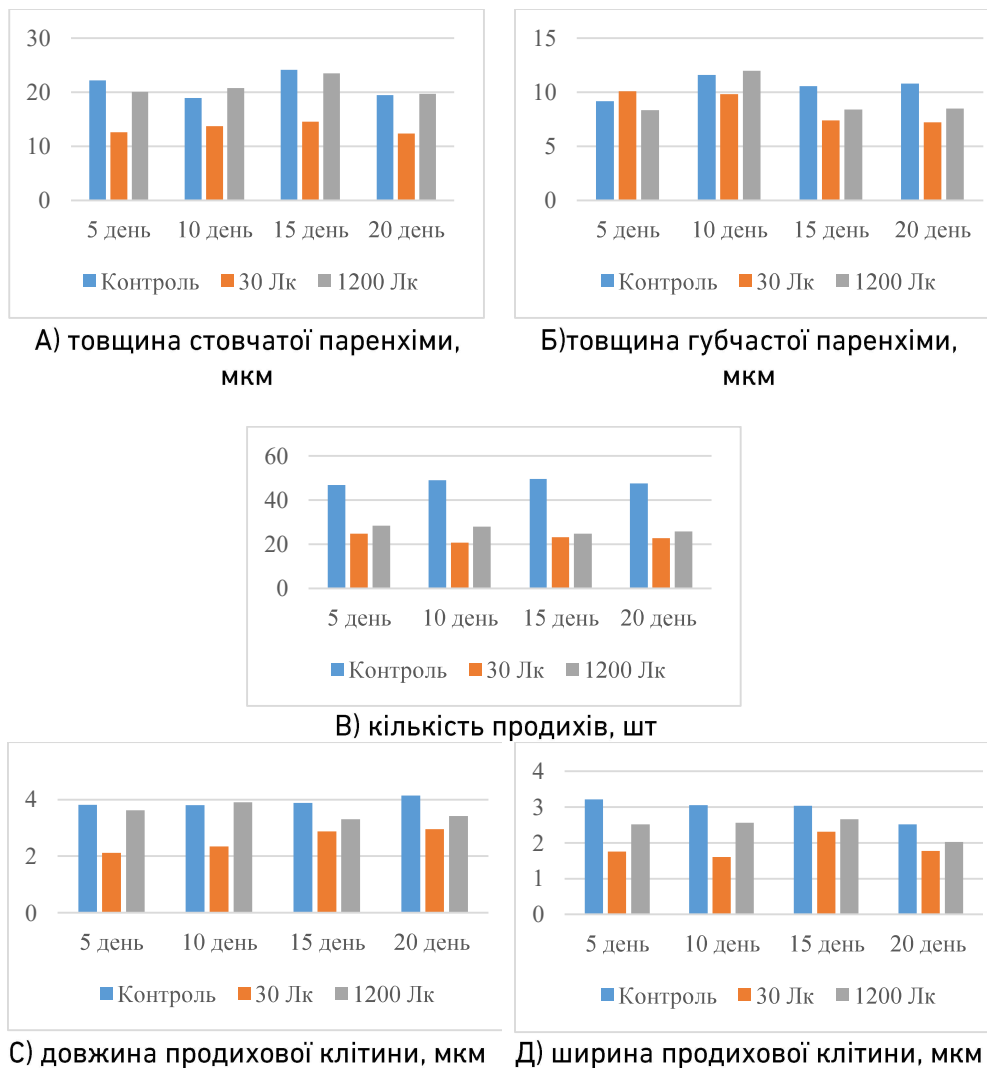 30
20
10
0
5 день 10 день 15 день 20 день
Контроль 30 Лк 1200 Лк
А) товщина стовчатої паренхіми,
мкм
15
10
5
0
5 день 10 день 15 день 20 день
Контроль 30 Лк 1200 Лк
Б)товщина губчастої паренхіми,
мкм
60
40
20
0
5 день 10 день 15 день 20 день
Контроль 30 Лк 1200 Лк
В) кількість продихів, шт
4
2
0
5 день 10 день 15 день 20 день
Контроль 30 Лк 1200 Лк
С) довжина продихової клітини, мкм
4
3
2
1
0
5 день 10 день 15 день 20 день
Контроль 30 Лк 1200 Лк
Д) ширина продихової клітини, мкм